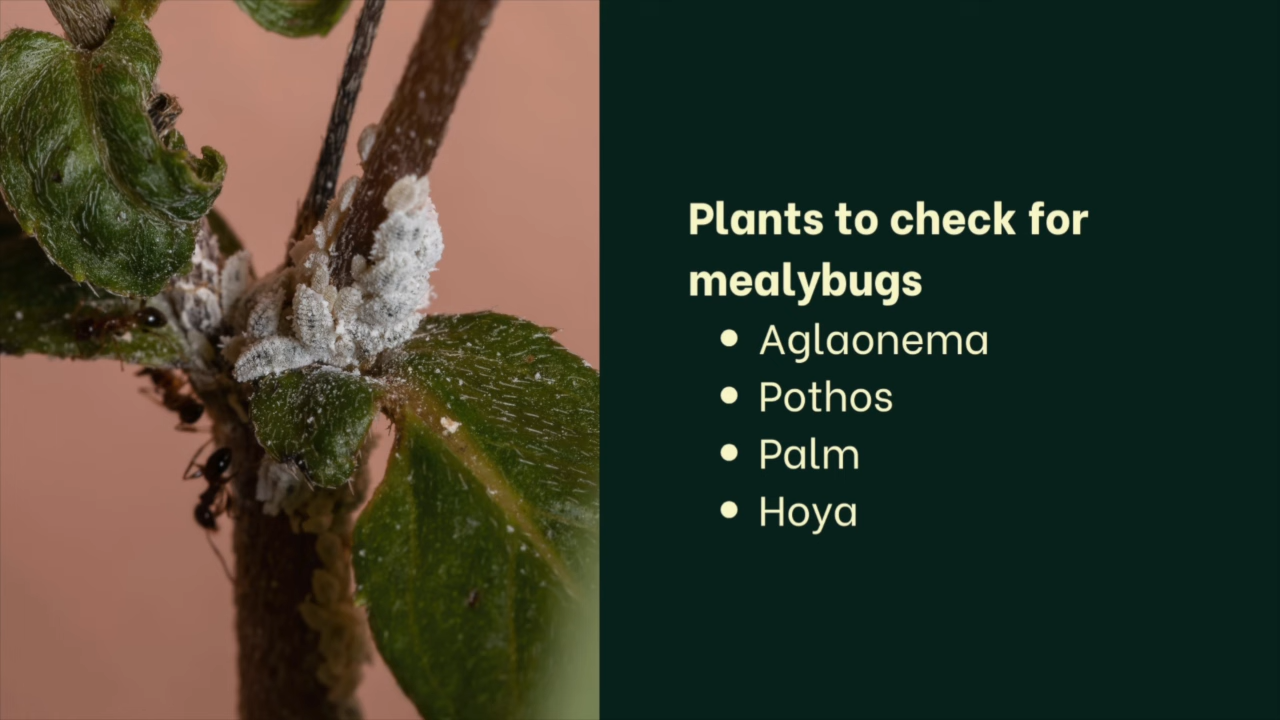 Plants to check for
mealybugs
• Aglaonema
• Pothos
• Palm
• Hoya